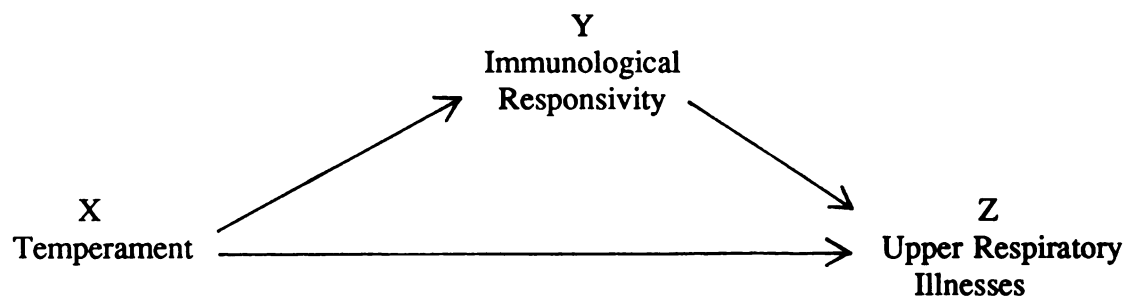 Y
Immunological
Responsivity
X
Temperament
Z
Upper Respiratory
Illnesses